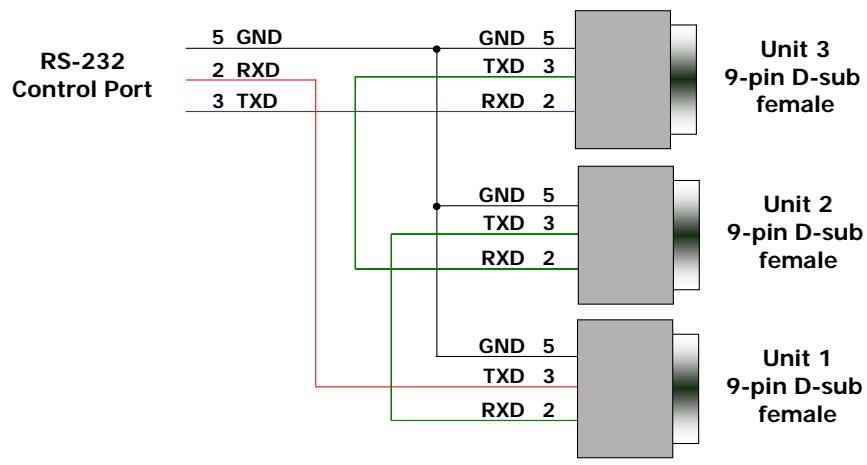 RS-232
Control Port
5 GND
2 RXD
3 TXD
GND 5
TXD 3
RXD 2
Unit 3
9-pin D-sub
female
GND 5
TXD 3
RXD 2
Unit 2
9-pin D-sub
female
GND 5
TXD 3
RXD 2
Unit 1
9-pin D-sub
female